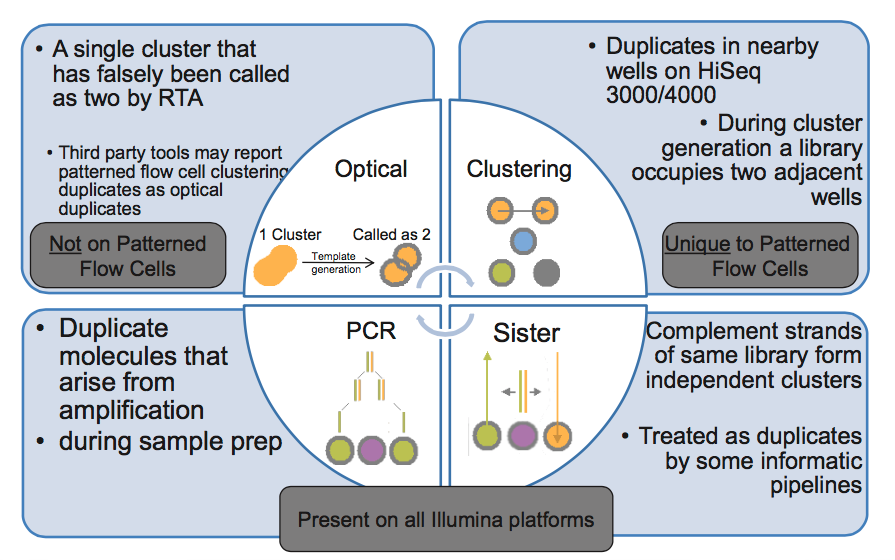 • A single cluster that
has falsely been called
as two by RTA
• Third party tools may report
patterned flow cell clustering
duplicates as optical
duplicates
Not on Patterned
Flow Cells
Optical
1 Cluster
Called as 2
Template
generation
• Duplicates in nearby
wells on HiSeq
3000/4000
• During cluster
generation a library
occupies two adjacent
wells
Unique to Patterned
Flow Cells
Clustering
• Duplicate
molecules that
arise from
amplification
• during sample prep
PCR
Sister
Complement strands
of same library form
independent clusters
• Treated as duplicates
by some informatic
pipelines
Present on all Illumina platforms